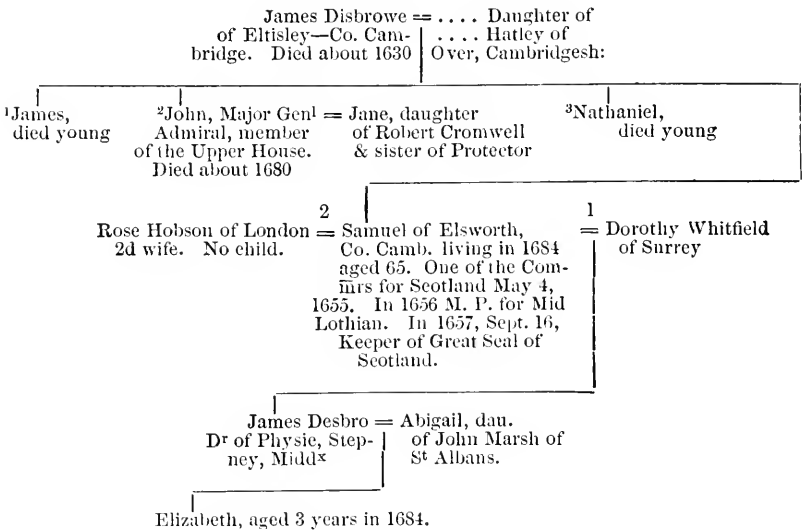 James Disbrowe = .... Daughter of
of Eltisley—Co. Cam- .... Hatley of
bridge. Died about 1630 Over, Cambridgesh:
¹James,
died young
²John, Major Genˡ = Jane, daughter
Admiral, member of Robert Cromwell
of the Upper House. & sister of Protector
Died about 1680
³Nathaniel,
died young
2 1
Rose Hobson of London = Samuel of Elsworth, = Dorothy Whitfield
2d wife. No child. Co. Camb. living in 1684 of Surrey
aged 65. One of the Com-
m̅rs for Scotland May 4,
1655. In 1656 M. P. for Mid
Lothian. In 1657, Sept. 16,
Keeper of Great Seal of
Scotland.
James Desbro = Abigail, dau.
Dʳ of Physic, Step- of John Marsh of
ney, Middˣ Sᵗ Albans.
Elizabeth, aged 3 years in 1684.